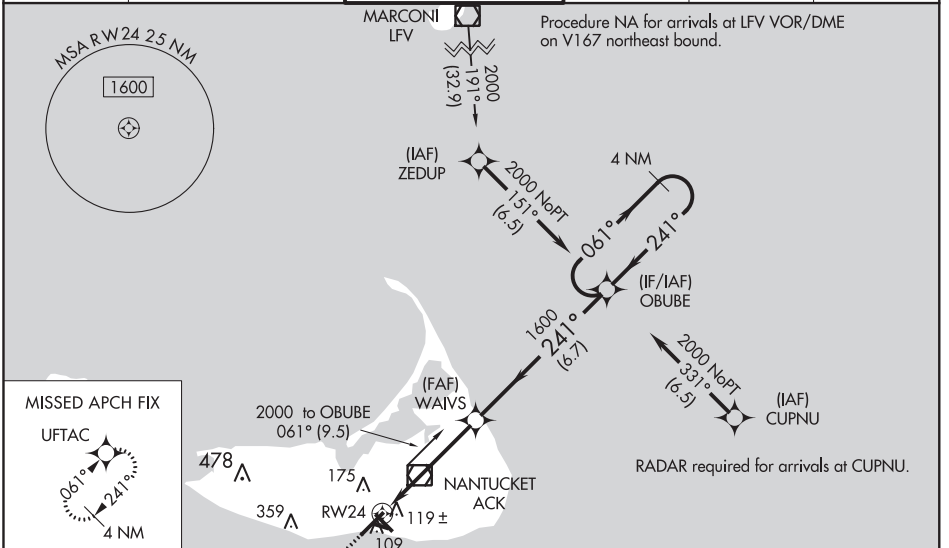 MARCONI
LFV
Procedure NA for arrivals at LFV VOR/DME
on V167 northeast bound.
MSA RW24 25 NM
1600
2000
191°
(32.9)
(IAF)
ZEDUP
2000 NoPT
151°
(6.5)
4 NM
061°
241°
(IF/IAF)
OBUBE
1600
241°
(6.7)
2000 NoPT
331°
(6.5)
(IAF)
CUPNU
(FAF)
WAIVS
2000 to OBUBE
061° (9.5)
MISSED APCH FIX
UFTAC
061°
241°
4 NM
478
175
359
RW24
119 ±
109
NANTUCKET
ACK
RADAR required for arrivals at CUPNU.